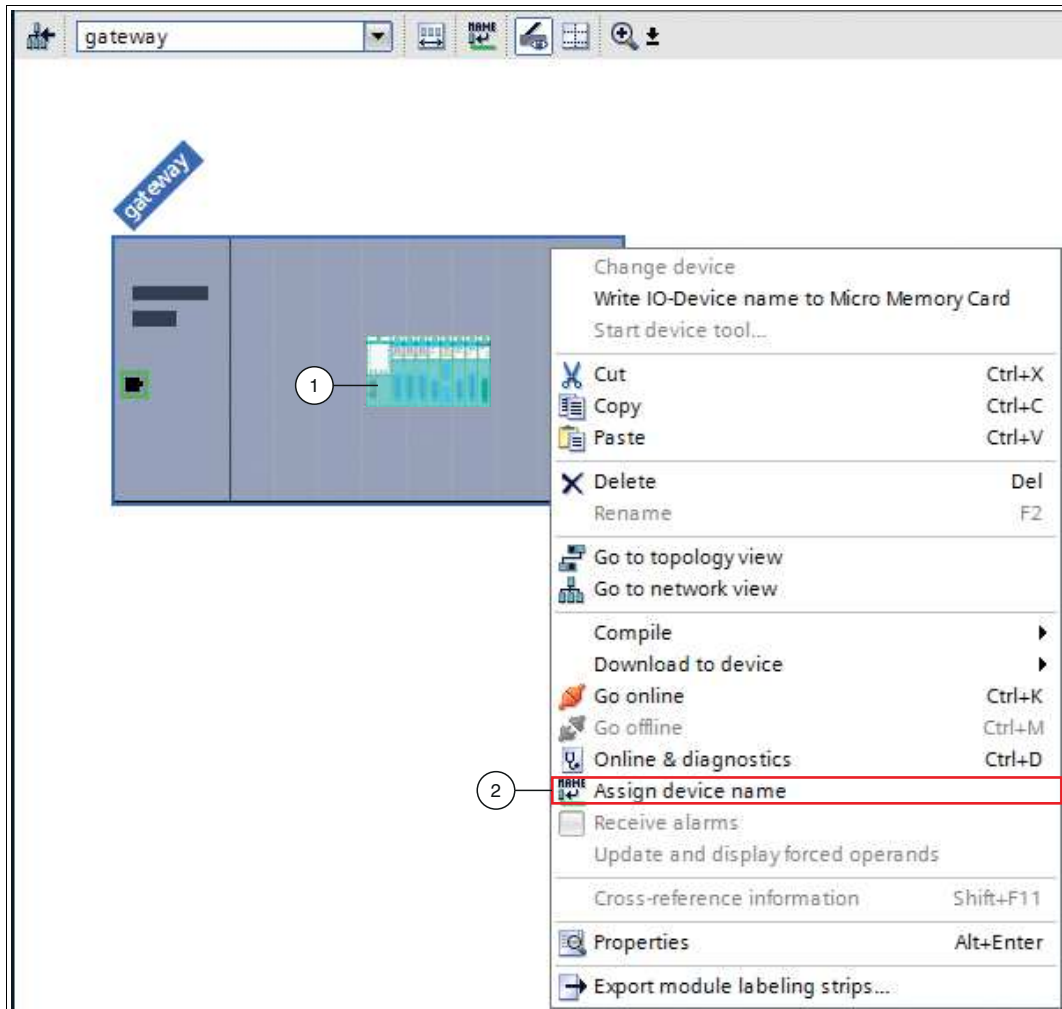 gateway
NAME
gateway
1
Change device
Write IO-Device name to Micro Memory Card
Start device tool...
Cut Ctrl+X
Copy Ctrl+C
Paste Ctrl+V
Delete Del
Rename F2
Go to topology view
Go to network view
Compile
Download to device
Go online Ctrl+K
Go offline Ctrl+M
Online & diagnostics Ctrl+D
2 NAME Assign device name
Receive alarms
Update and display forced operands
Cross-reference information Shift+F11
Properties Alt+Enter
Export module labeling strips...